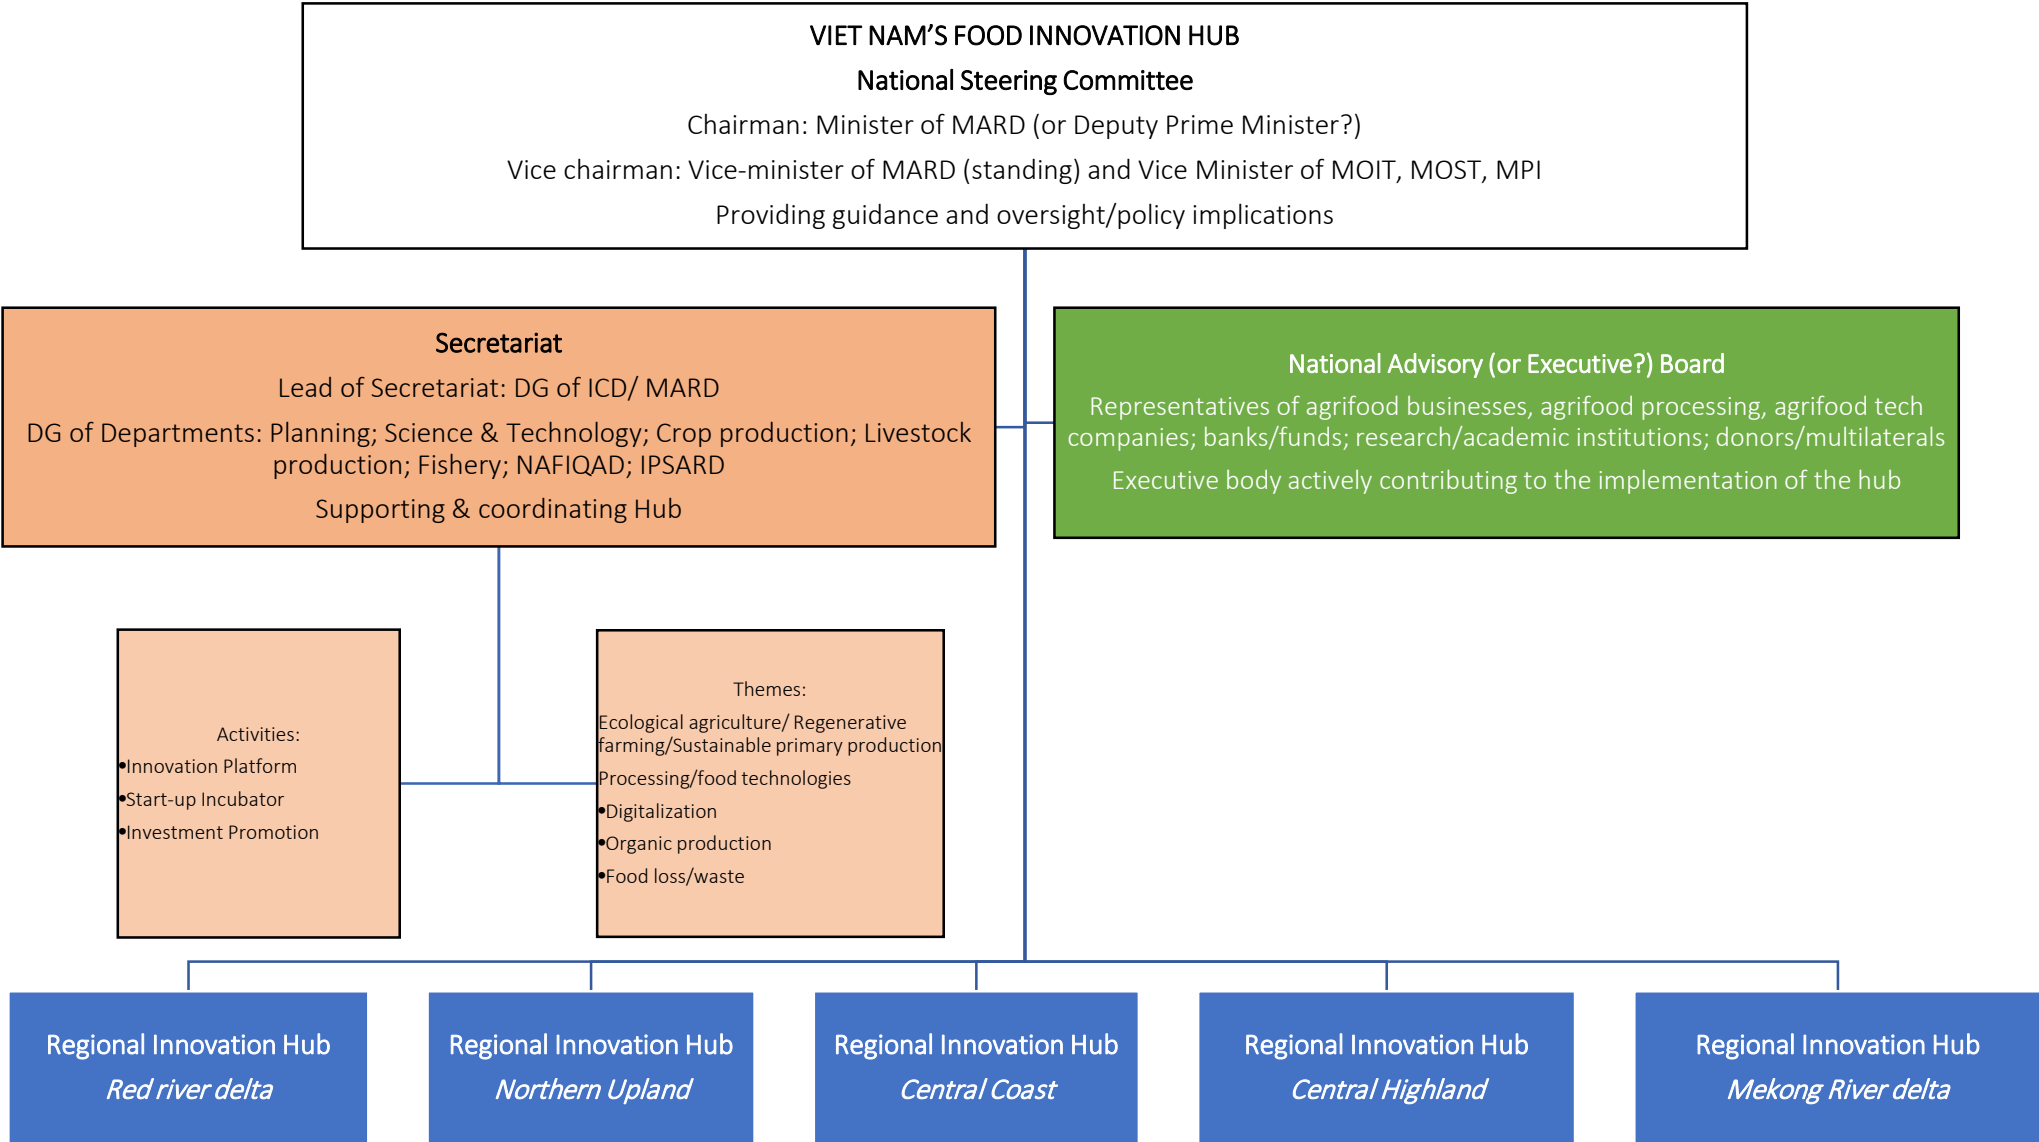 VIET NAM’S FOOD INNOVATION HUB
National Steering Committee
Chairman: Minister of MARD (or Deputy Prime Minister?)
Vice chairman: Vice-minister of MARD (standing) and Vice Minister of MOIT, MOST, MPI
Providing guidance and oversight/policy implications
Secretariat
Lead of Secretariat: DG of ICD/ MARD
DG of Departments: Planning; Science & Technology; Crop production; Livestock
production; Fishery; NAFIQAD; IPSARD
Supporting & coordinating Hub
National Advisory (or Executive?) Board
Representatives of agrifood businesses, agrifood processing, agrifood tech
companies; banks/funds; research/academic institutions; donors/multilaterals
Executive body actively contributing to the implementation of the hub
Activities:
•Innovation Platform
•Start-up Incubator
•Investment Promotion
Themes:
Ecological agriculture/ Regenerative
farming/Sustainable primary production
Processing/food technologies
•Digitalization
•Organic production
•Food loss/waste
Regional Innovation Hub
Red river delta
Regional Innovation Hub
Northern Upland
Regional Innovation Hub
Central Coast
Regional Innovation Hub
Central Highland
Regional Innovation Hub
Mekong River delta